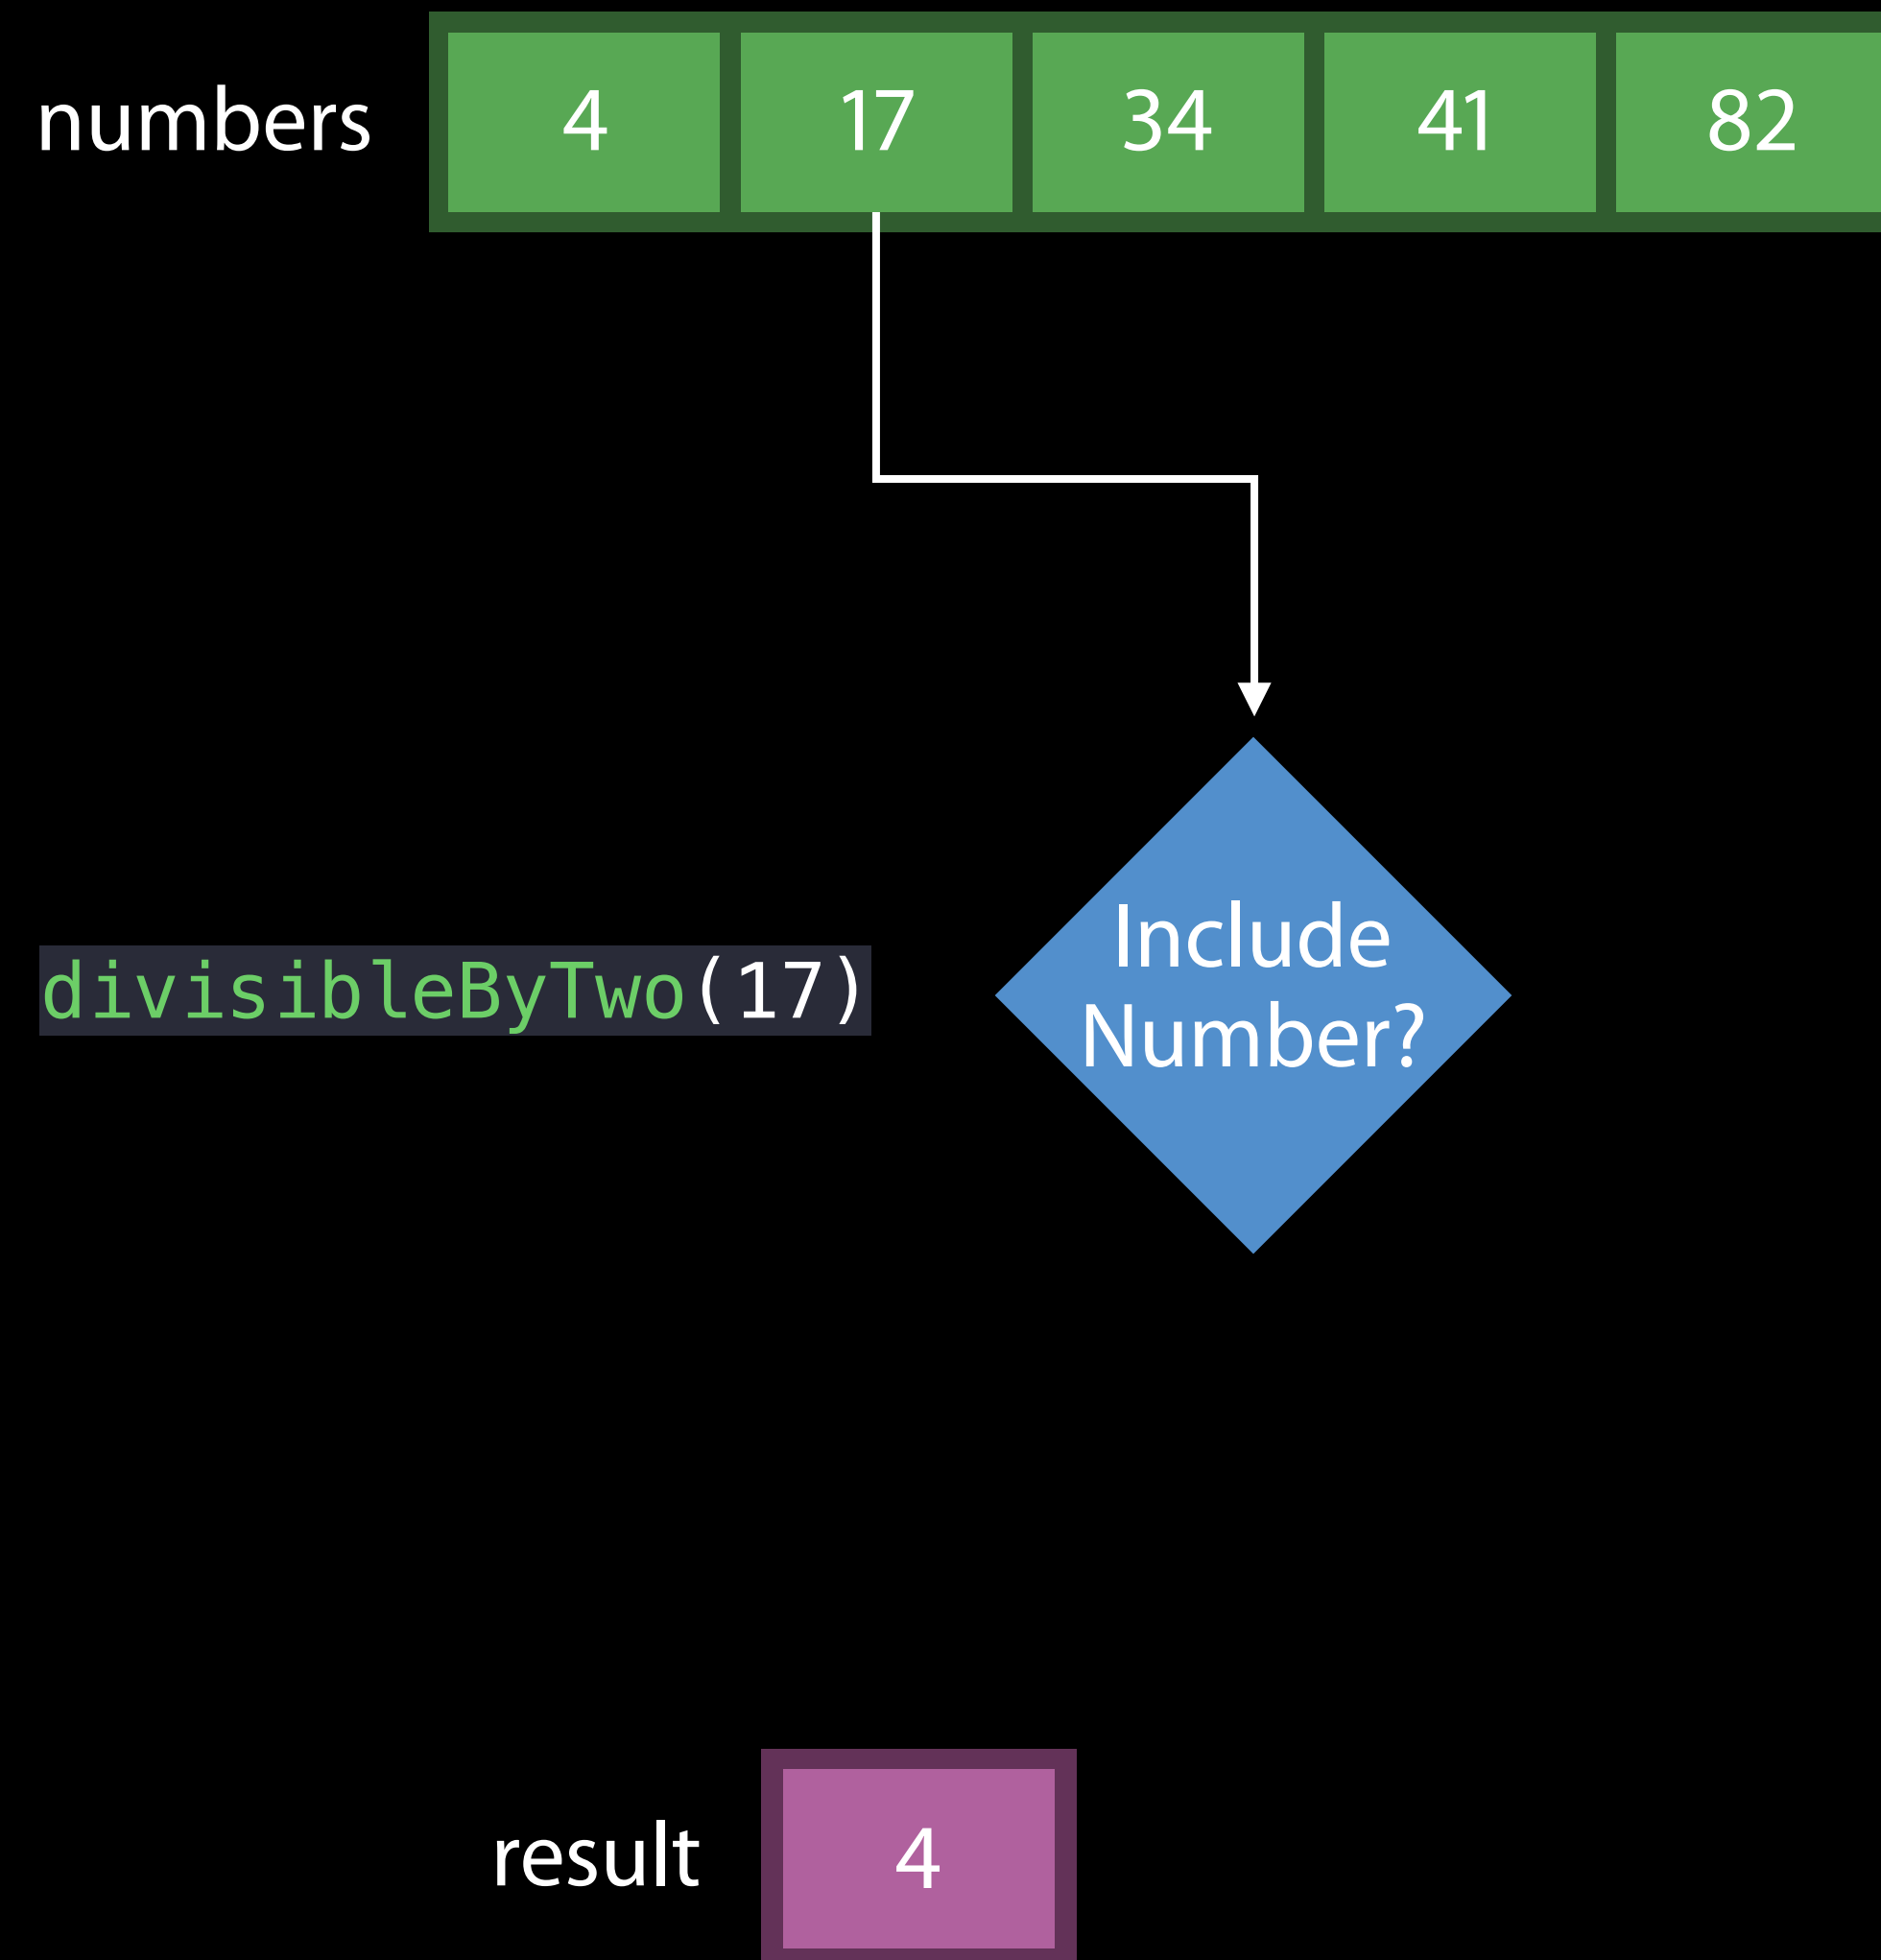 numbers 4 17 34 41 82
Include
Number?
divisibleByTwo(17)
result 4